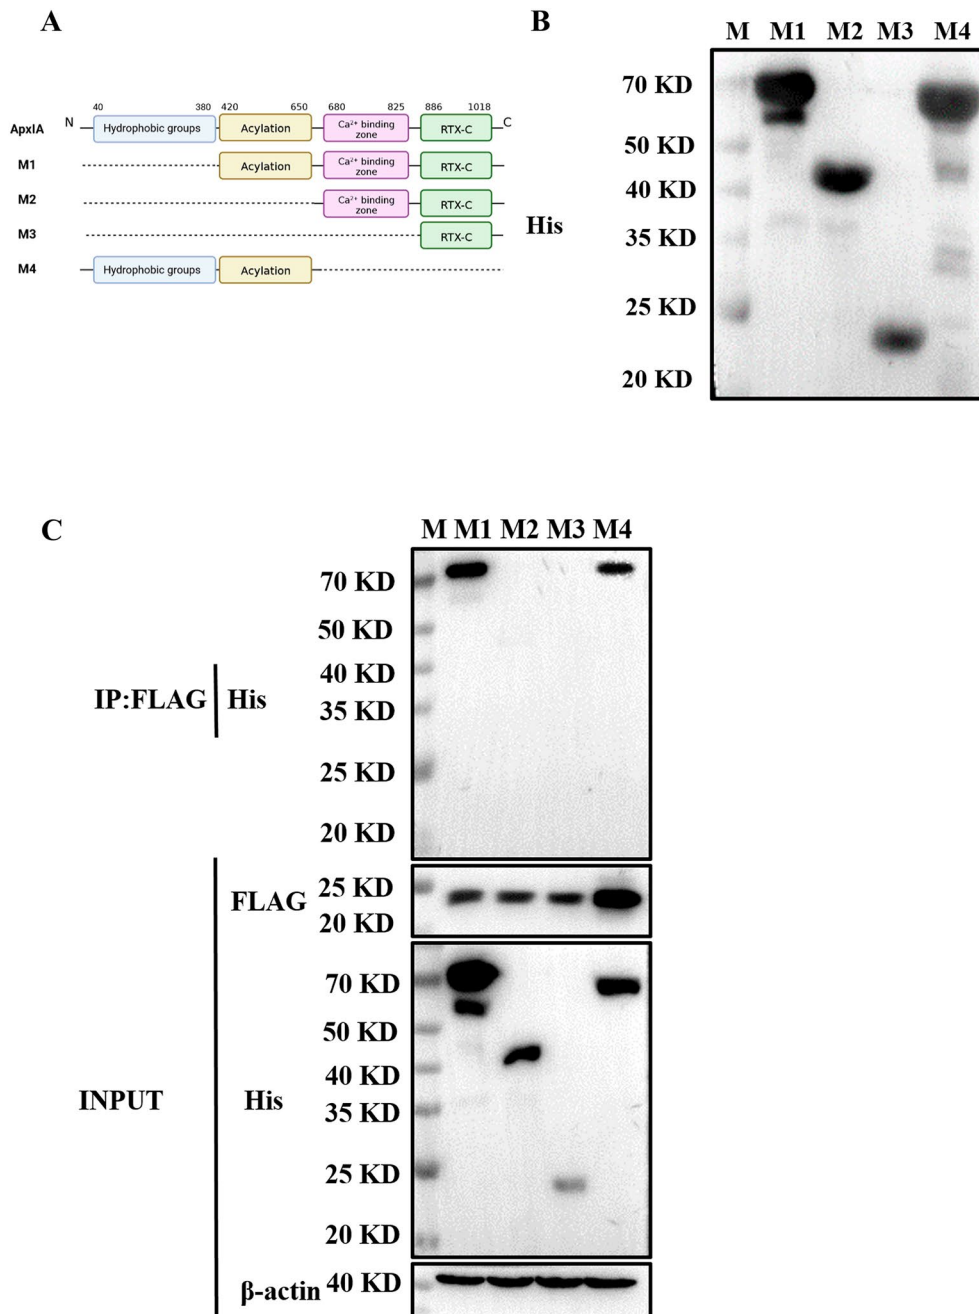 A
40 380 420 650 680 825 886 1018
ApxIA N Hydrophobic groups Acylation Ca²⁺ binding zone RTX-C C
M1 Acylation Ca²⁺ binding zone RTX-C
M2 Ca²⁺ binding zone RTX-C
M3 RTX-C
M4 Hydrophobic groups Acylation
B
M M1 M2 M3 M4
70 KD
50 KD
40 KD
His
35 KD
25 KD
20 KD
C
M M1 M2 M3 M4
70 KD
50 KD
40 KD
IP:FLAG His
35 KD
25 KD
20 KD
25 KD
FLAG
20 KD
70 KD
50 KD
40 KD
INPUT His
35 KD
25 KD
20 KD
β-actin 40 KD